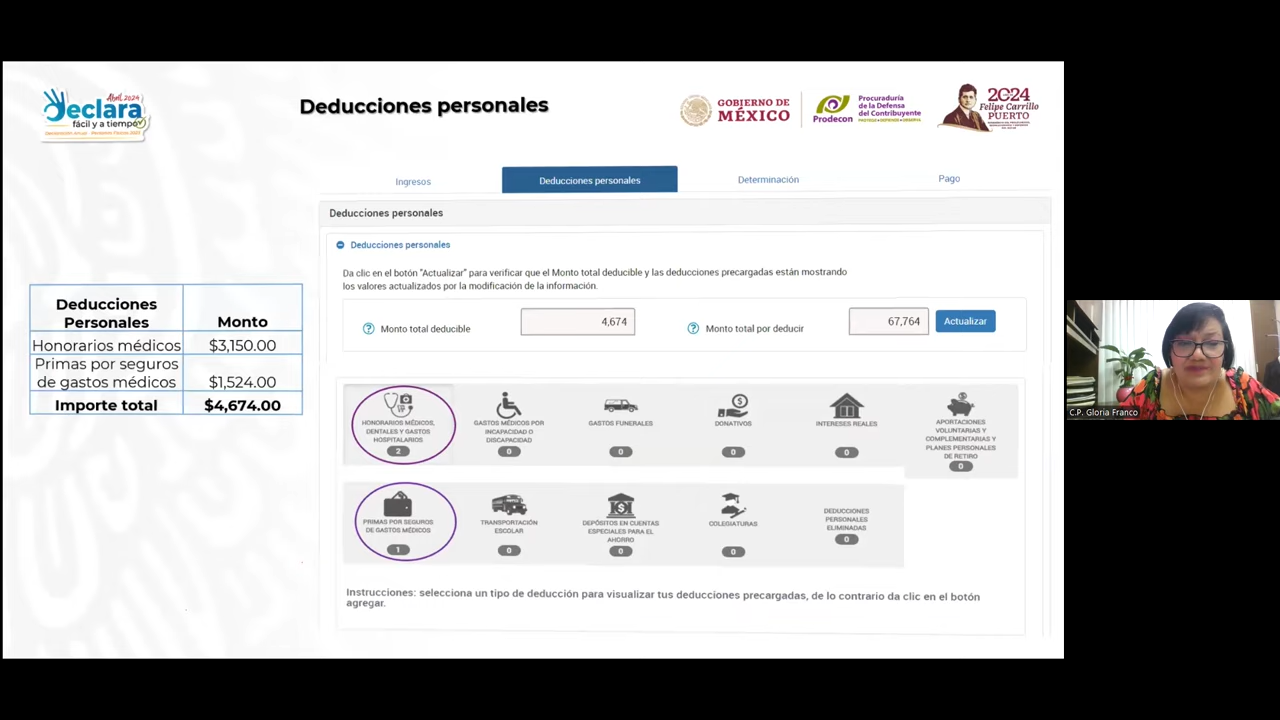 Abril 2024
Declara
fácil y a tiempo
Deducciones personales
GOBIERNO DE
MÉXICO
Prodecon
Procuraduría
de la Defensa
del Contribuyente
2024
Felipe Carrillo
PUERTO
Ingresos
Deducciones personales
Determinación
Pago
Deducciones personales
Deducciones personales
Da clic en el botón "Actualizar" para verificar que el Monto total deducible y las deducciones precargadas están mostrando
los valores actualizados por la modificación de la información.
Monto total deducible
4,674
Monto total por deducir
67,764
Actualizar
Deducciones
Personales
Monto
Honorarios médicos
$3,150.00
Primas por seguros
de gastos médicos
$1,524.00
Importe total
$4,674.00
HONORARIOS MÉDICOS,
DENTALES Y GASTOS
HOSPITALARIOS
2
GASTOS MÉDICOS POR
INCAPACIDAD O
DISCAPACIDAD
0
GASTOS FUNERALES
0
DONATIVOS
0
INTERESES REALES
0
APORTACIONES
VOLUNTARIAS Y
COMPLEMENTARIAS Y
PLANES PERSONALES
DE RETIRO
0
PRIMAS POR SEGUROS
DE GASTOS MÉDICOS
1
TRANSPORTACIÓN
ESCOLAR
0
DEPÓSITOS EN CUENTAS
ESPECIALES PARA EL
AHORRO
0
COLEGIATURAS
0
DEDUCCIONES
PERSONALES
ELIMINADAS
0
Instrucciones: selecciona un tipo de deducción para visualizar tus deducciones precargadas, de lo contrario da clic en el botón
agregar.
C.P. Gloria Franco